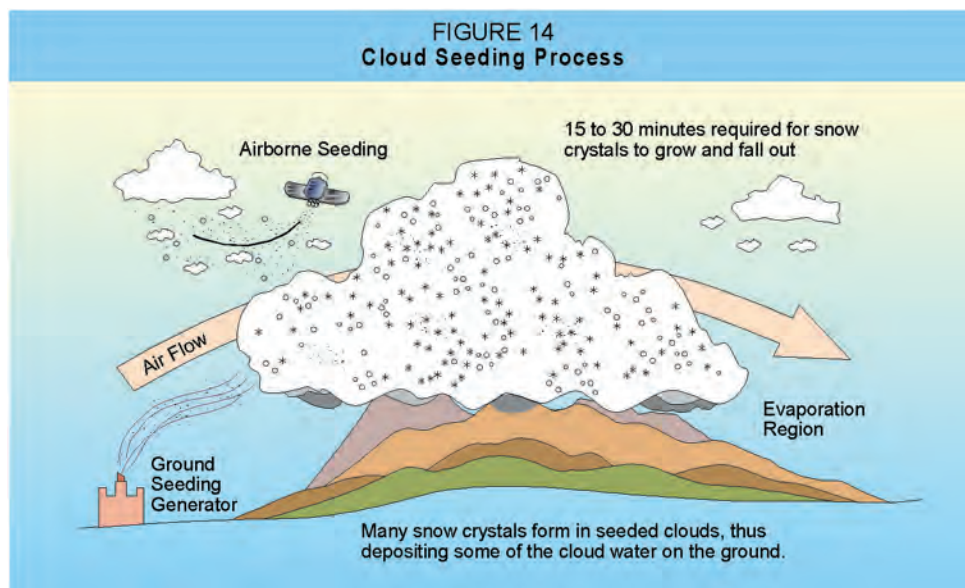 FIGURE 14
Cloud Seeding Process
Airborne Seeding
15 to 30 minutes required for snow
crystals to grow and fall out
Air Flow
Evaporation
Region
Ground
Seeding
Generator
Many snow crystals form in seeded clouds, thus
depositing some of the cloud water on the ground.